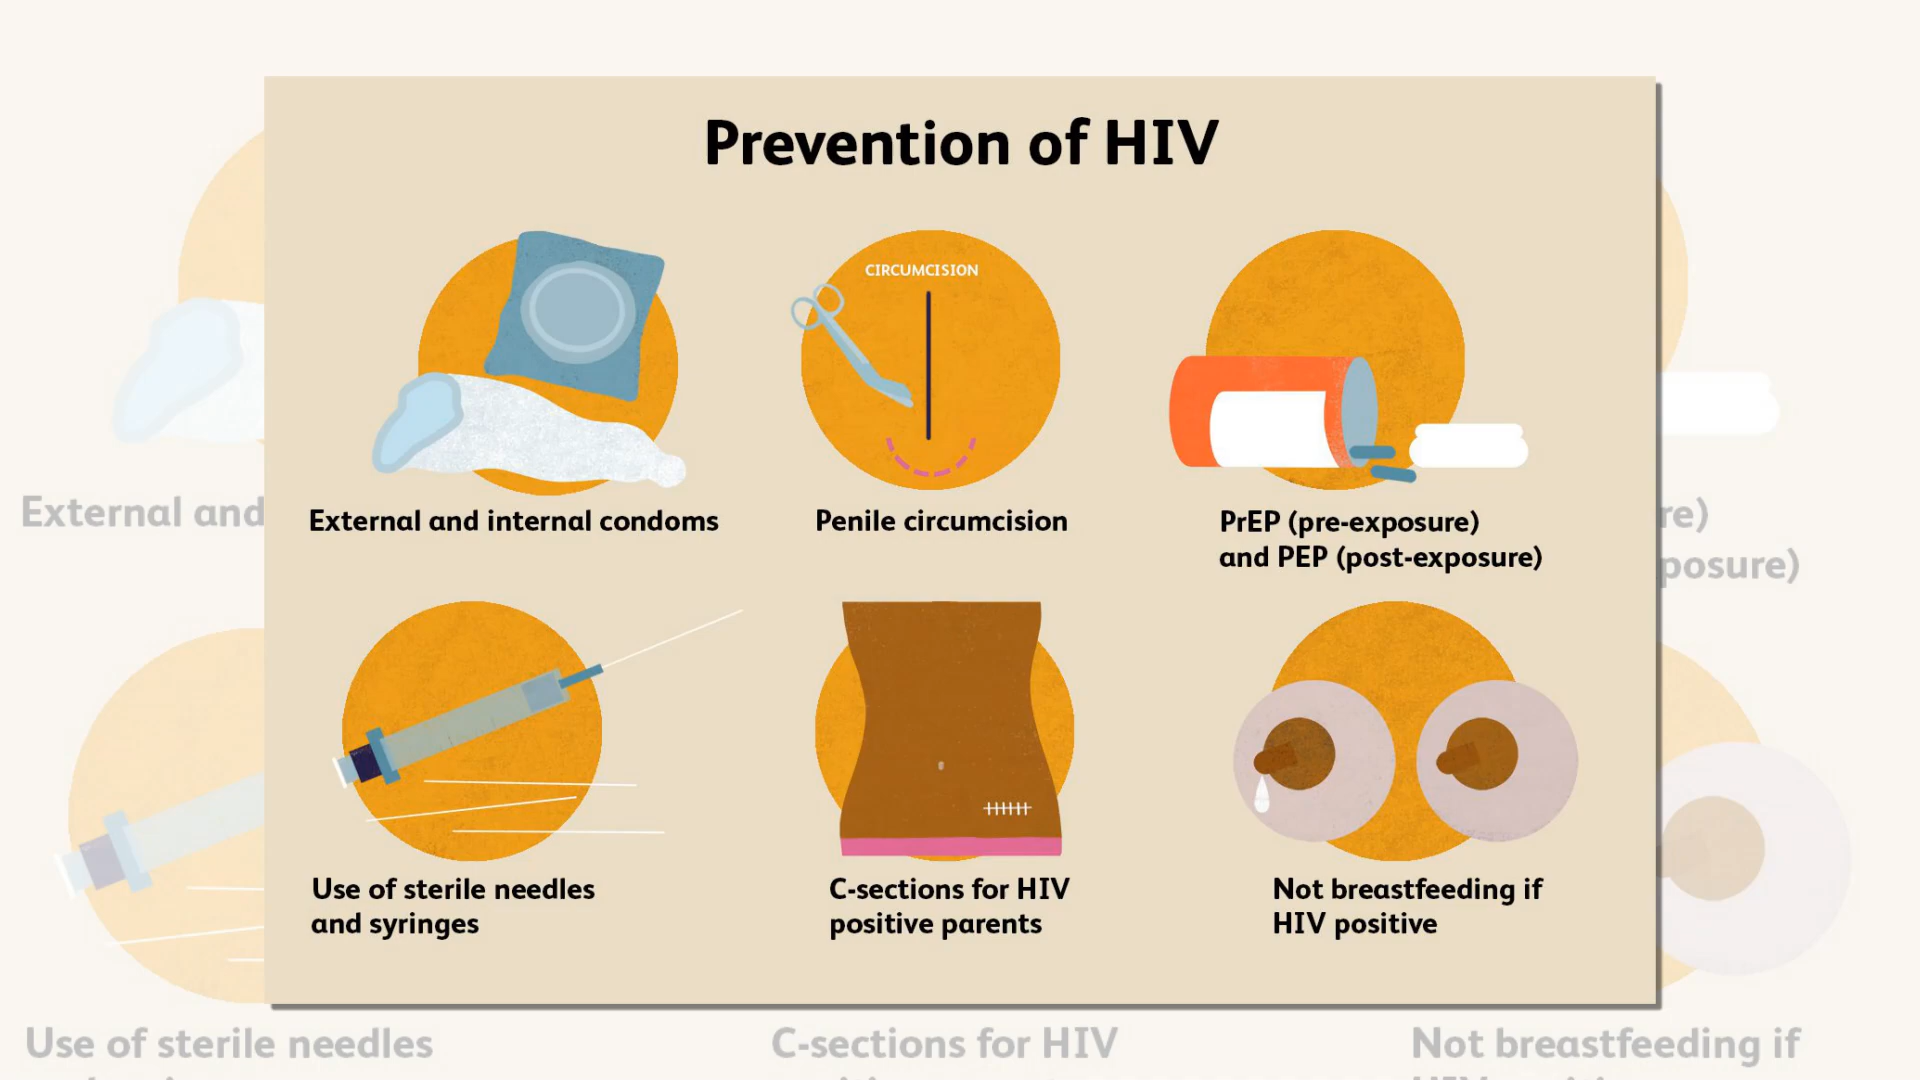 Prevention of HIV
CIRCUMCISION
External and internal condoms
Penile circumcision
PrEP (pre-exposure)
and PEP (post-exposure)
Use of sterile needles
and syringes
C-sections for HIV
positive parents
Not breastfeeding if
HIV positive
External and
re)
posure)
Use of sterile needles
C-sections for HIV
Not breastfeeding if